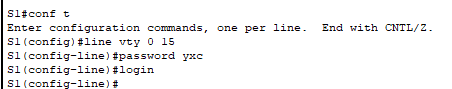 S1#conf t
Enter configuration commands, one per line.  End with CNTL/Z.
S1(config)#line vty 0 15
S1(config-line)#password yxc
S1(config-line)#login
S1(config-line)#